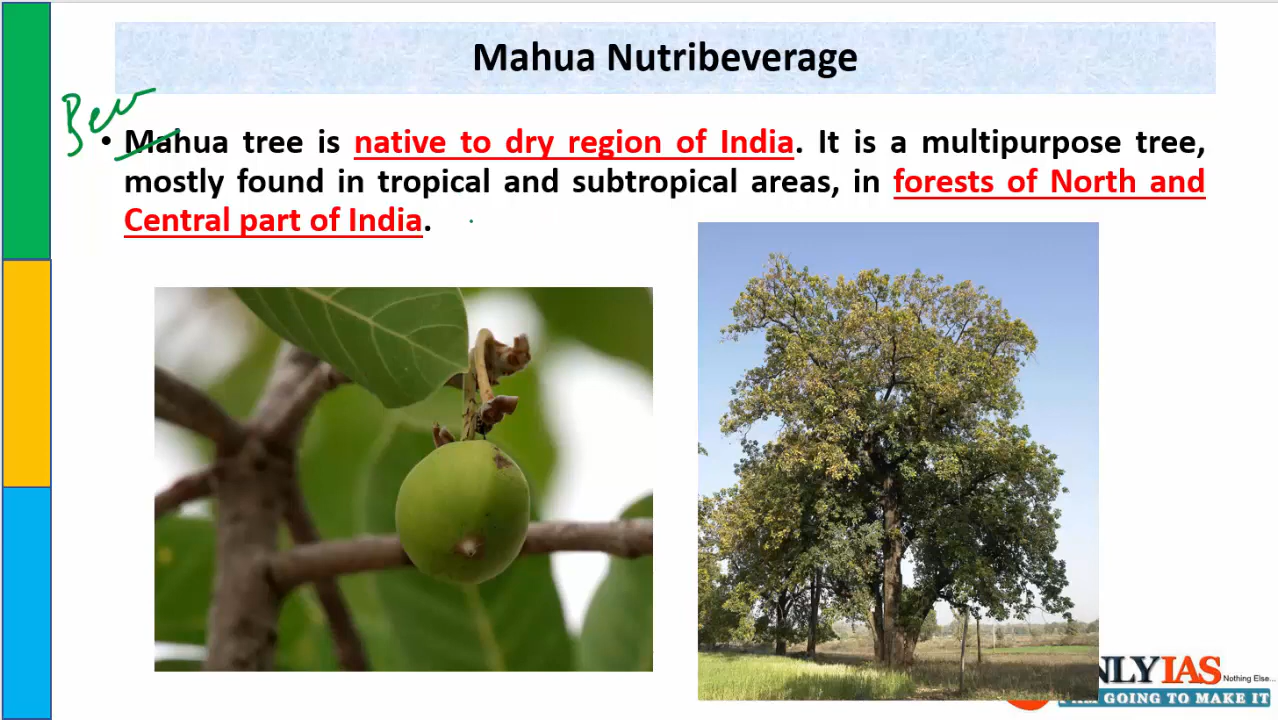 Mahua Nutribeverage
Bev
• Mahua tree is native to dry region of India. It is a multipurpose tree,
mostly found in tropical and subtropical areas, in forests of North and
Central part of India.
NLYIAS
Nothing Else...
GOING TO MAKE IT